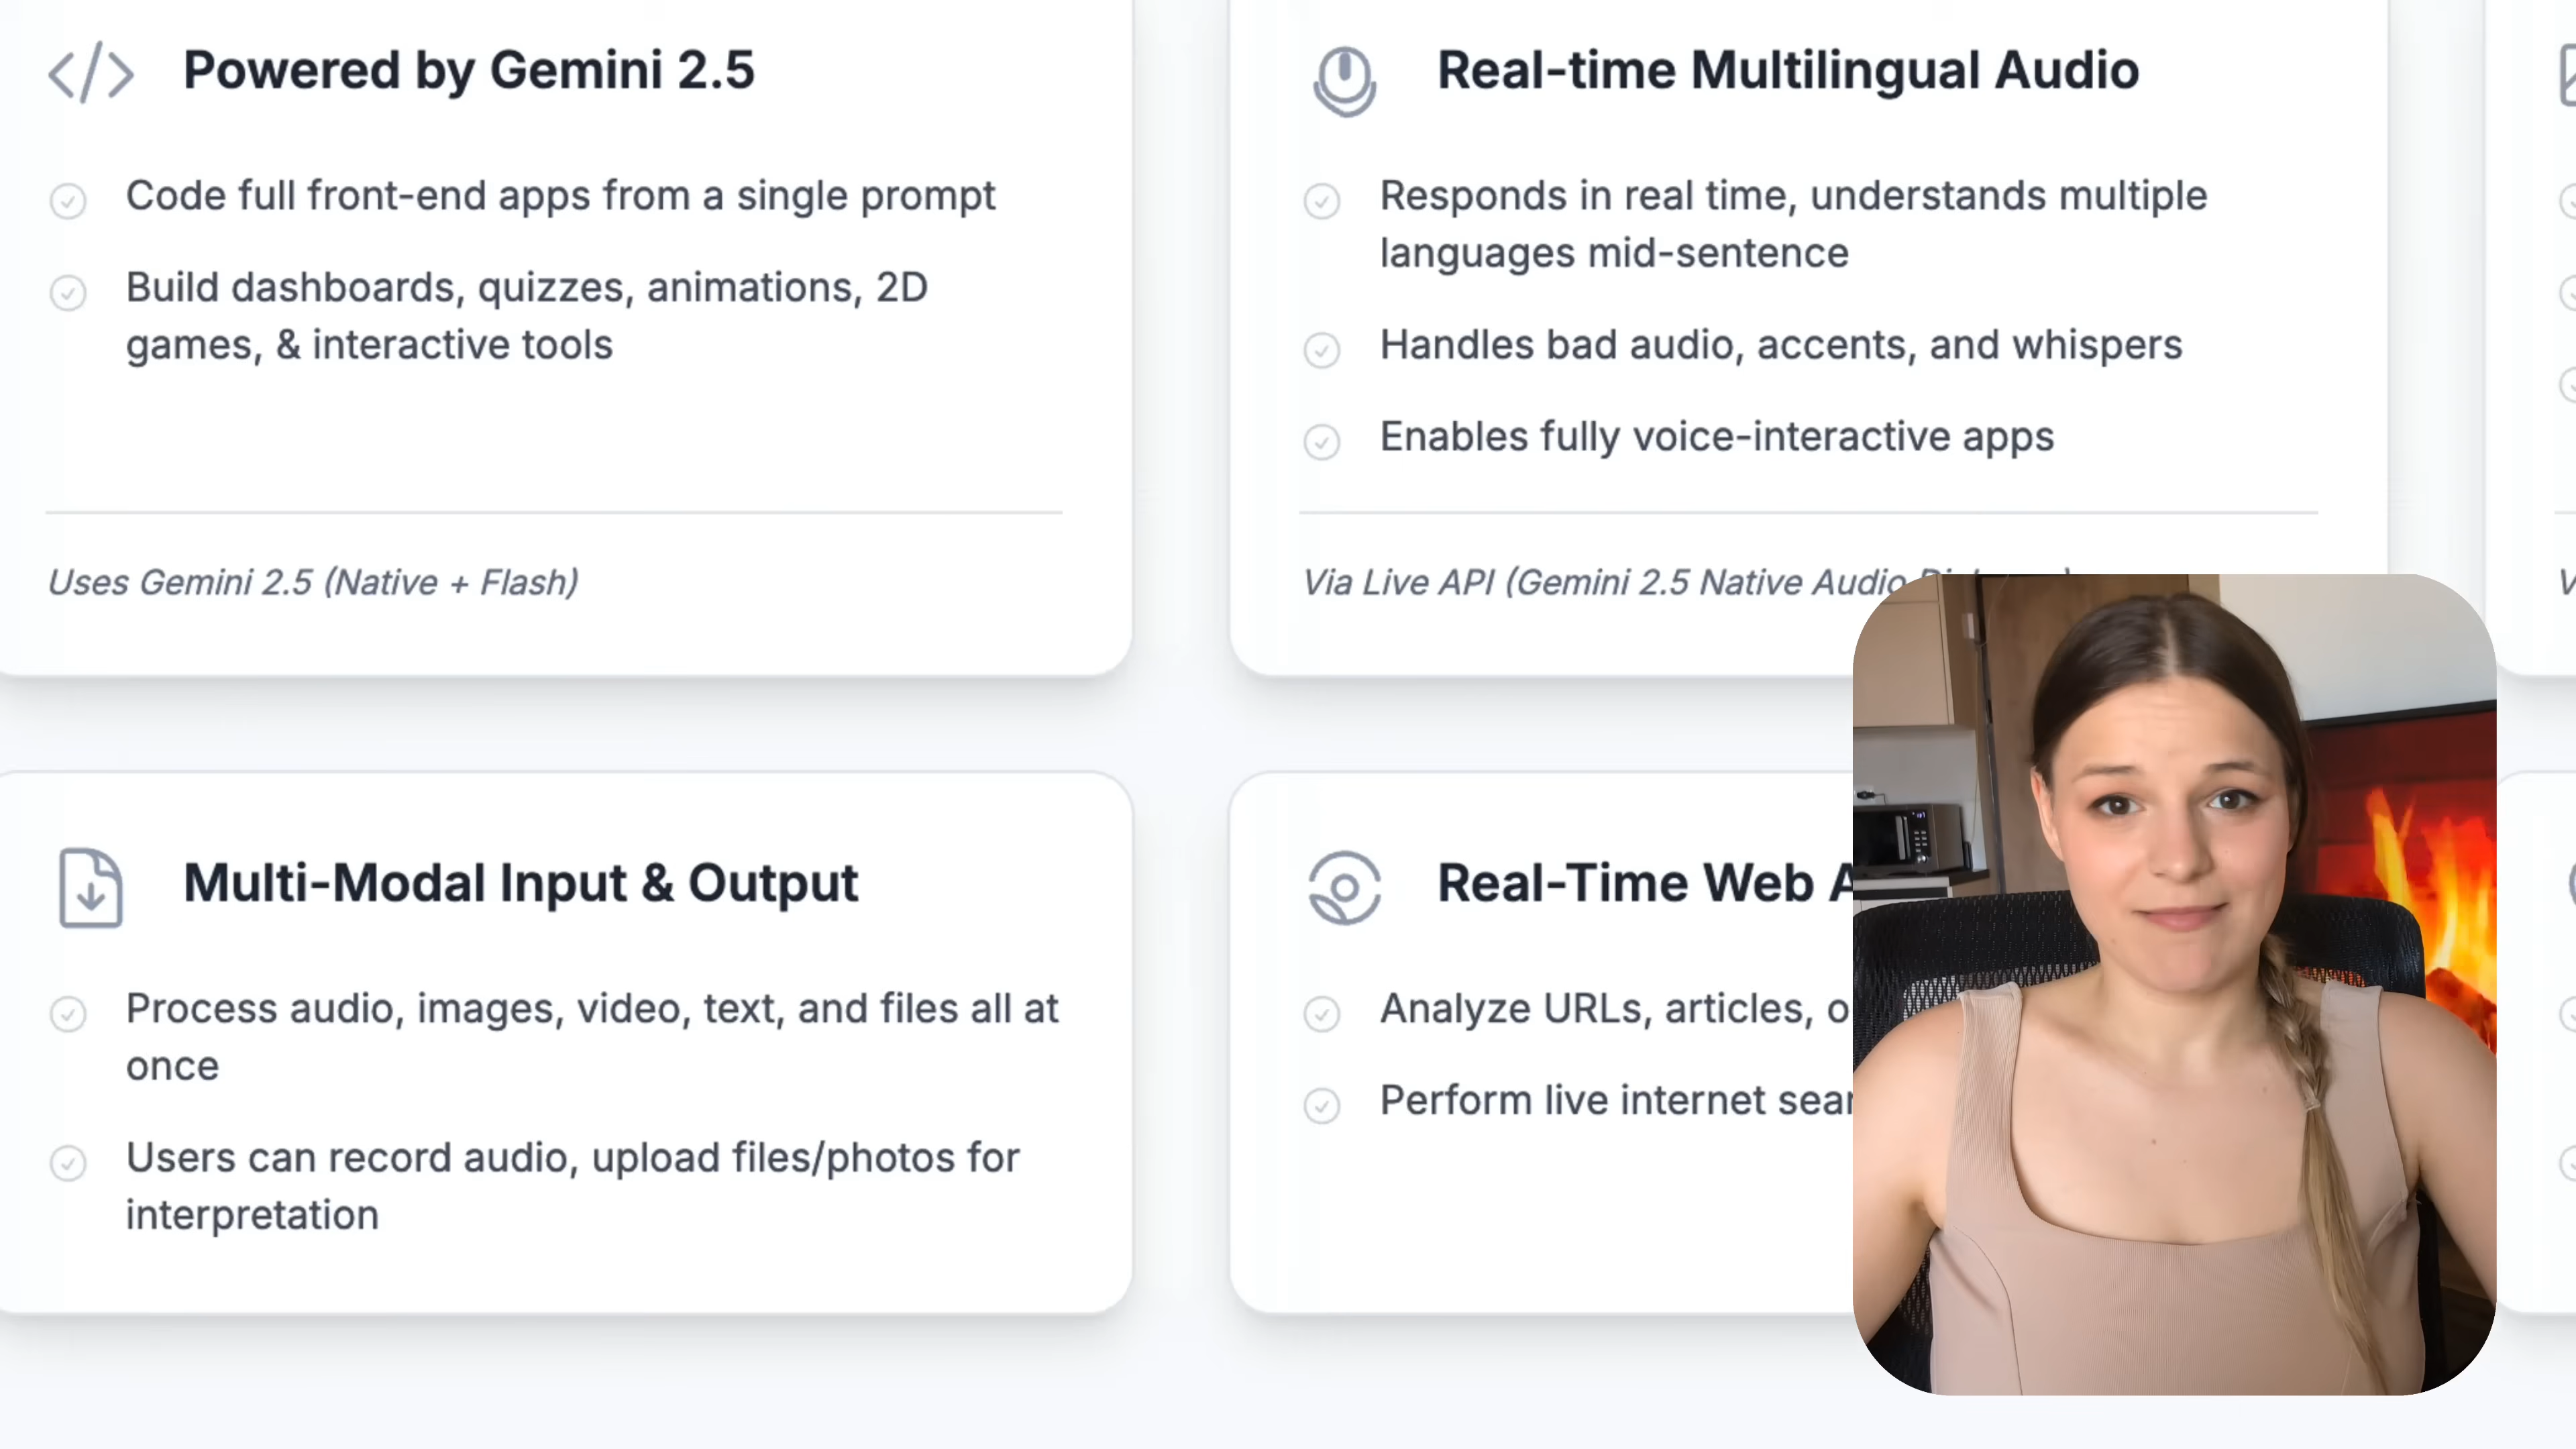 Powered by Gemini 2.5
Code full front-end apps from a single prompt
Build dashboards, quizzes, animations, 2D
games, & interactive tools
Uses Gemini 2.5 (Native + Flash)
Real-time Multilingual Audio
Responds in real time, understands multiple
languages mid-sentence
Handles bad audio, accents, and whispers
Enables fully voice-interactive apps
Via Live API (Gemini 2.5 Native Audio
Multi-Modal Input & Output
Process audio, images, video, text, and files all at
once
Users can record audio, upload files/photos for
interpretation
Real-Time Web
Analyze URLs, articles,
Perform live internet